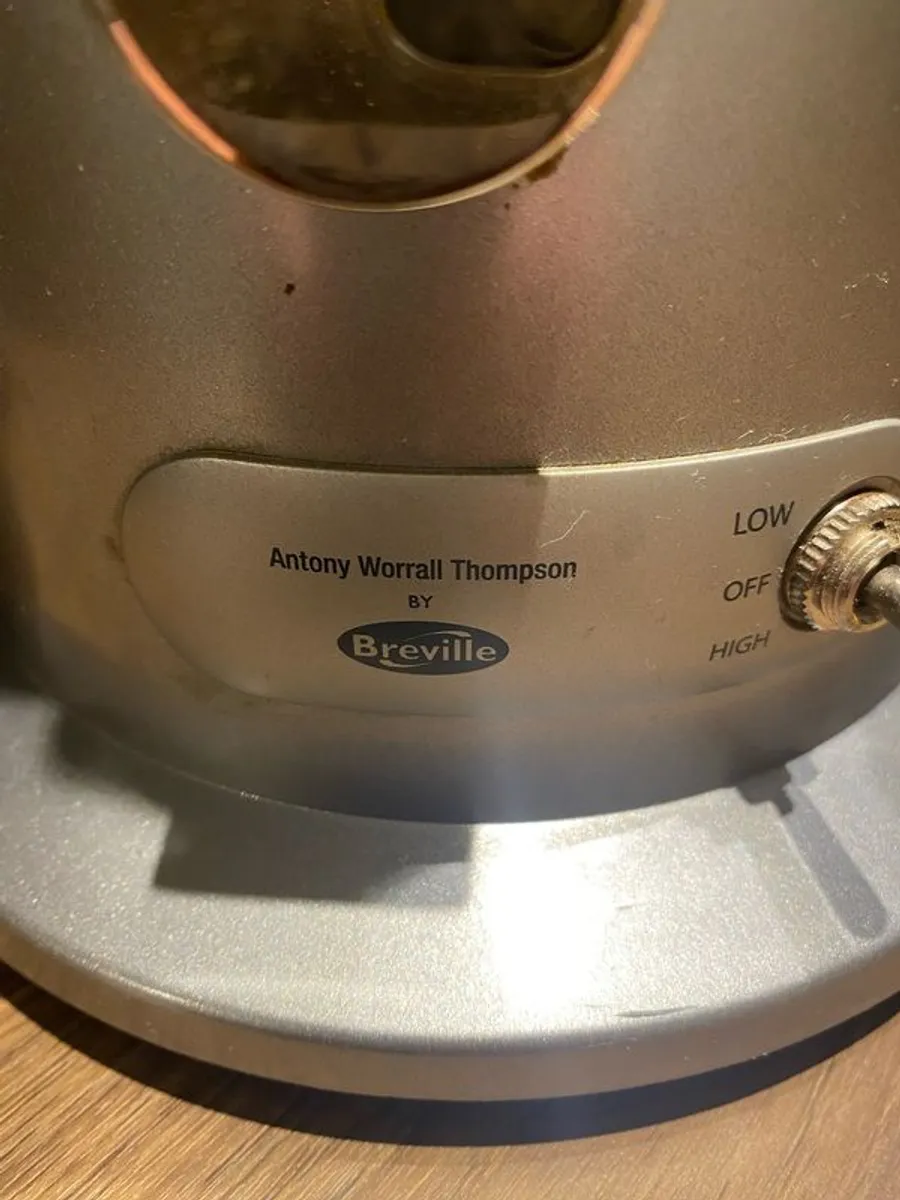 Antony Worrall Thompson
BY
Breville
LOW
OFF
HIGH